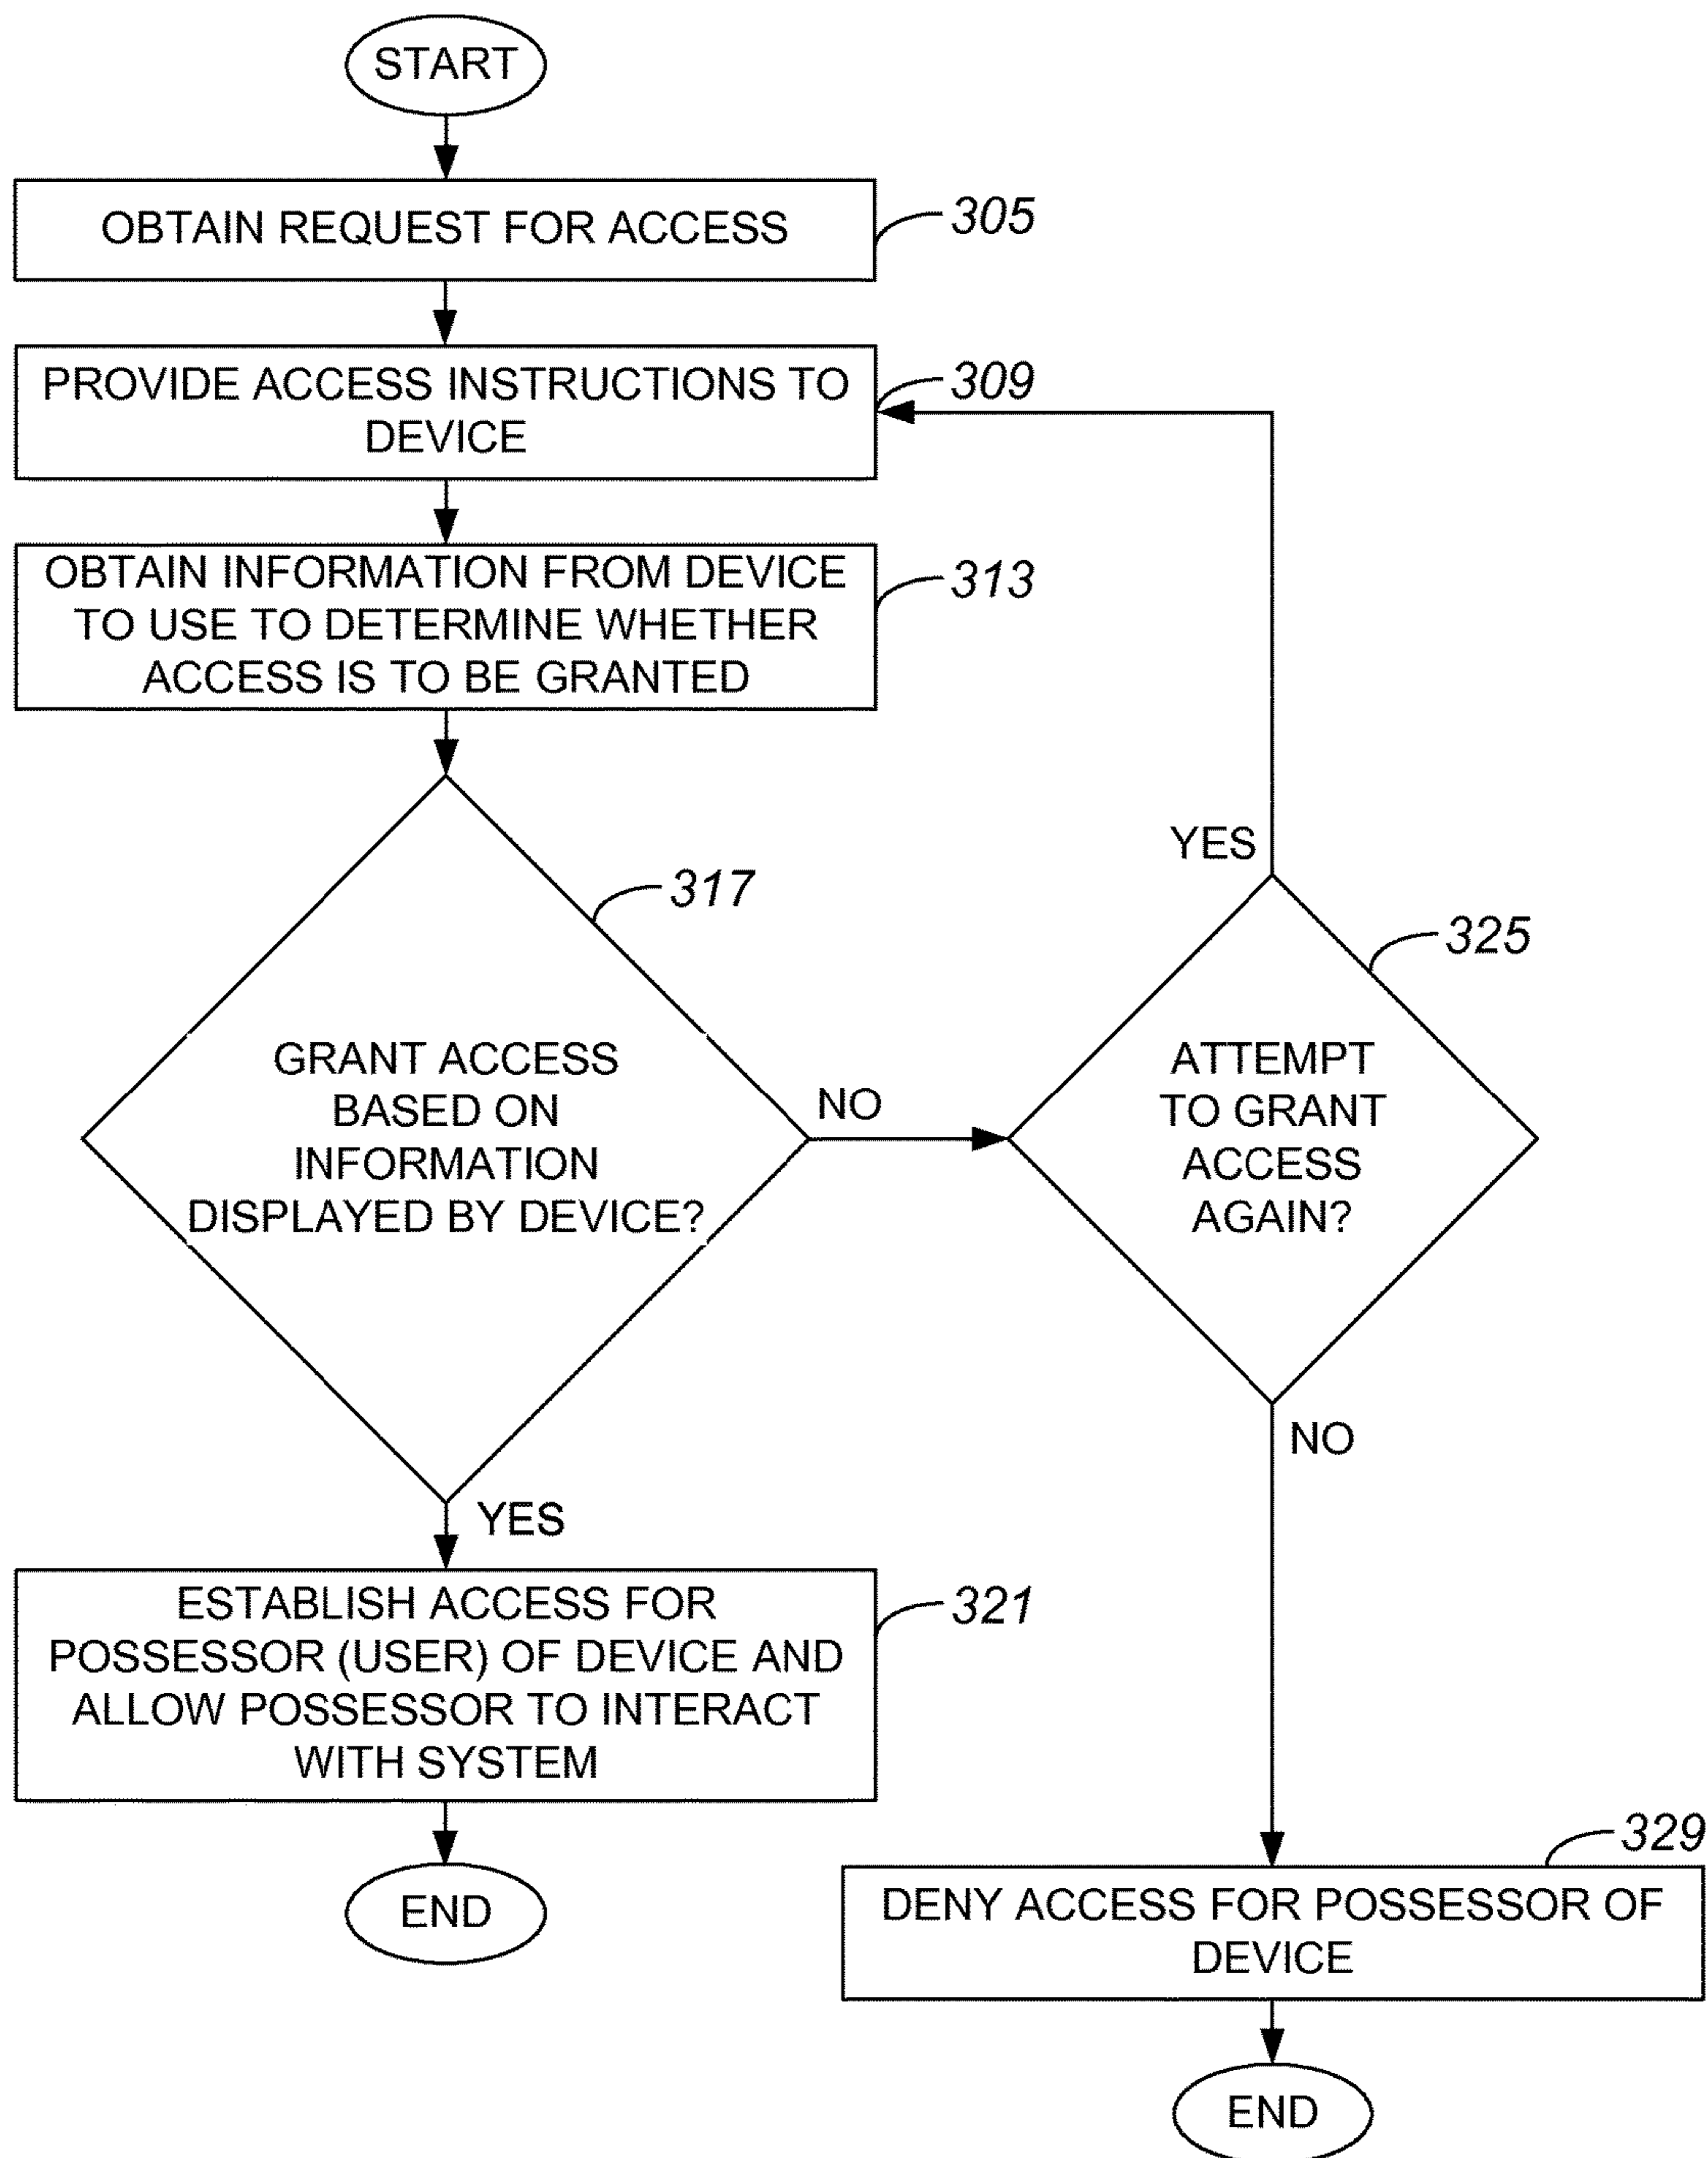 START
OBTAIN REQUEST FOR ACCESS
305
PROVIDE ACCESS INSTRUCTIONS TO
DEVICE
309
OBTAIN INFORMATION FROM DEVICE
TO USE TO DETERMINE WHETHER
ACCESS IS TO BE GRANTED
313
GRANT ACCESS
BASED ON
INFORMATION
DISPLAYED BY DEVICE?
317
NO
YES
ATTEMPT
TO GRANT
ACCESS
AGAIN?
325
YES
NO
ESTABLISH ACCESS FOR
POSSESSOR (USER) OF DEVICE AND
ALLOW POSSESSOR TO INTERACT
WITH SYSTEM
321
END
DENY ACCESS FOR POSSESSOR OF
DEVICE
329
END